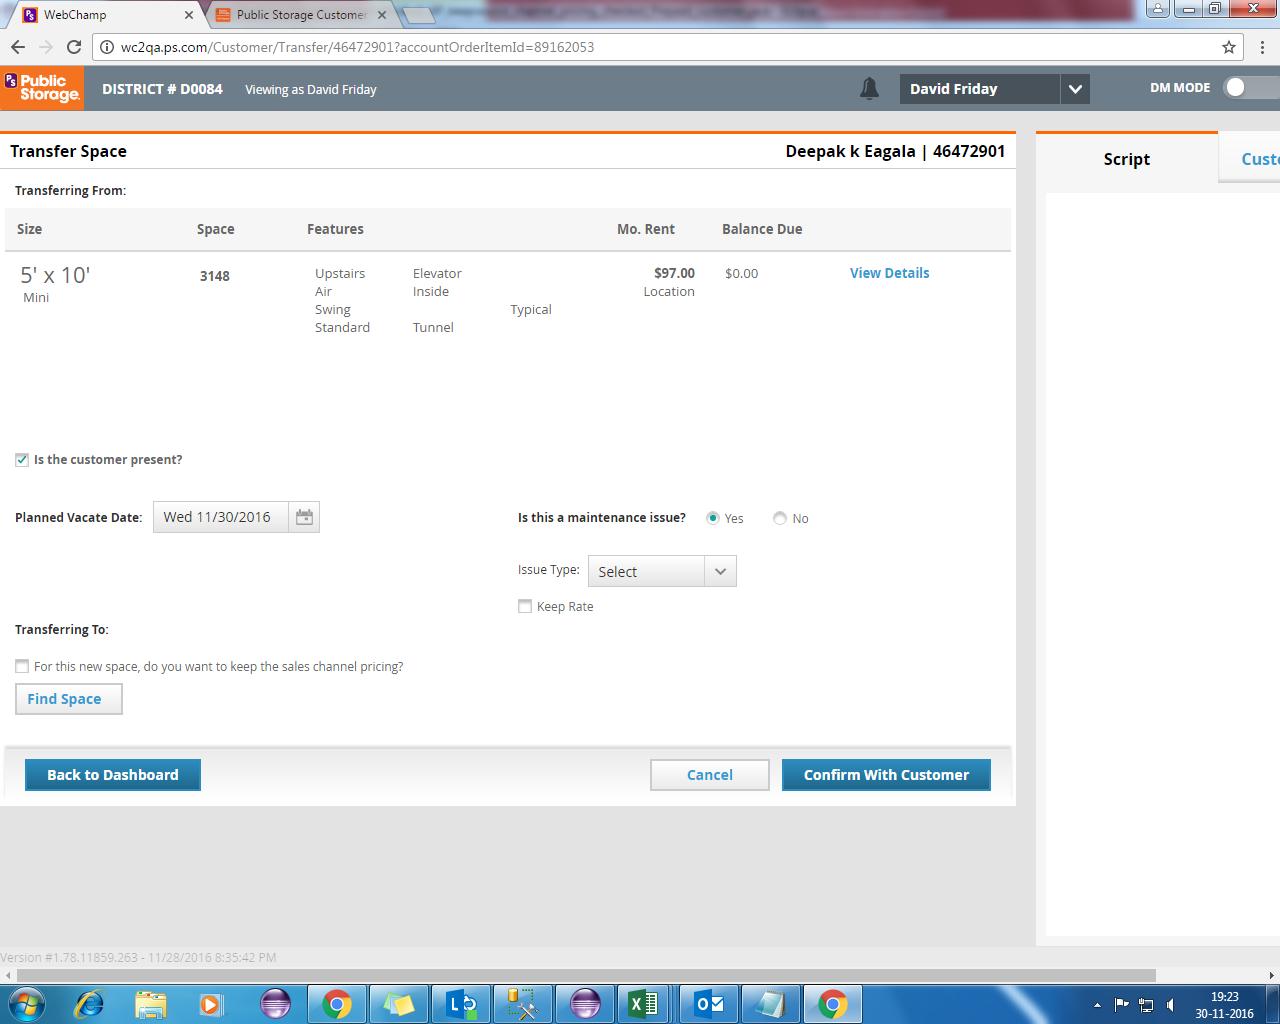 WebChamp
Public Storage Customer
wc2qa.ps.com/Customer/Transfer/46472901?accountOrderItemId=89162053
PS Public Storage.
DISTRICT # D0084
Viewing as David Friday
David Friday
DM MODE
Transfer Space
Deepak k Eagala | 46472901
Script
Custo
Transferring From:
Size Space Features Mo. Rent Balance Due
5' x 10' 3148 Upstairs Elevator $97.00 $0.00 View Details
Mini Air Inside Location
Swing Typical
Standard Tunnel
Is the customer present?
Planned Vacate Date: Wed 11/30/2016
Is this a maintenance issue? Yes No
Issue Type: Select
Keep Rate
Transferring To:
For this new space, do you want to keep the sales channel pricing?
Find Space
Back to Dashboard
Cancel
Confirm With Customer
Version #1.78.11859.263 - 11/28/2016 8:35:42 PM
19:23
30-11-2016